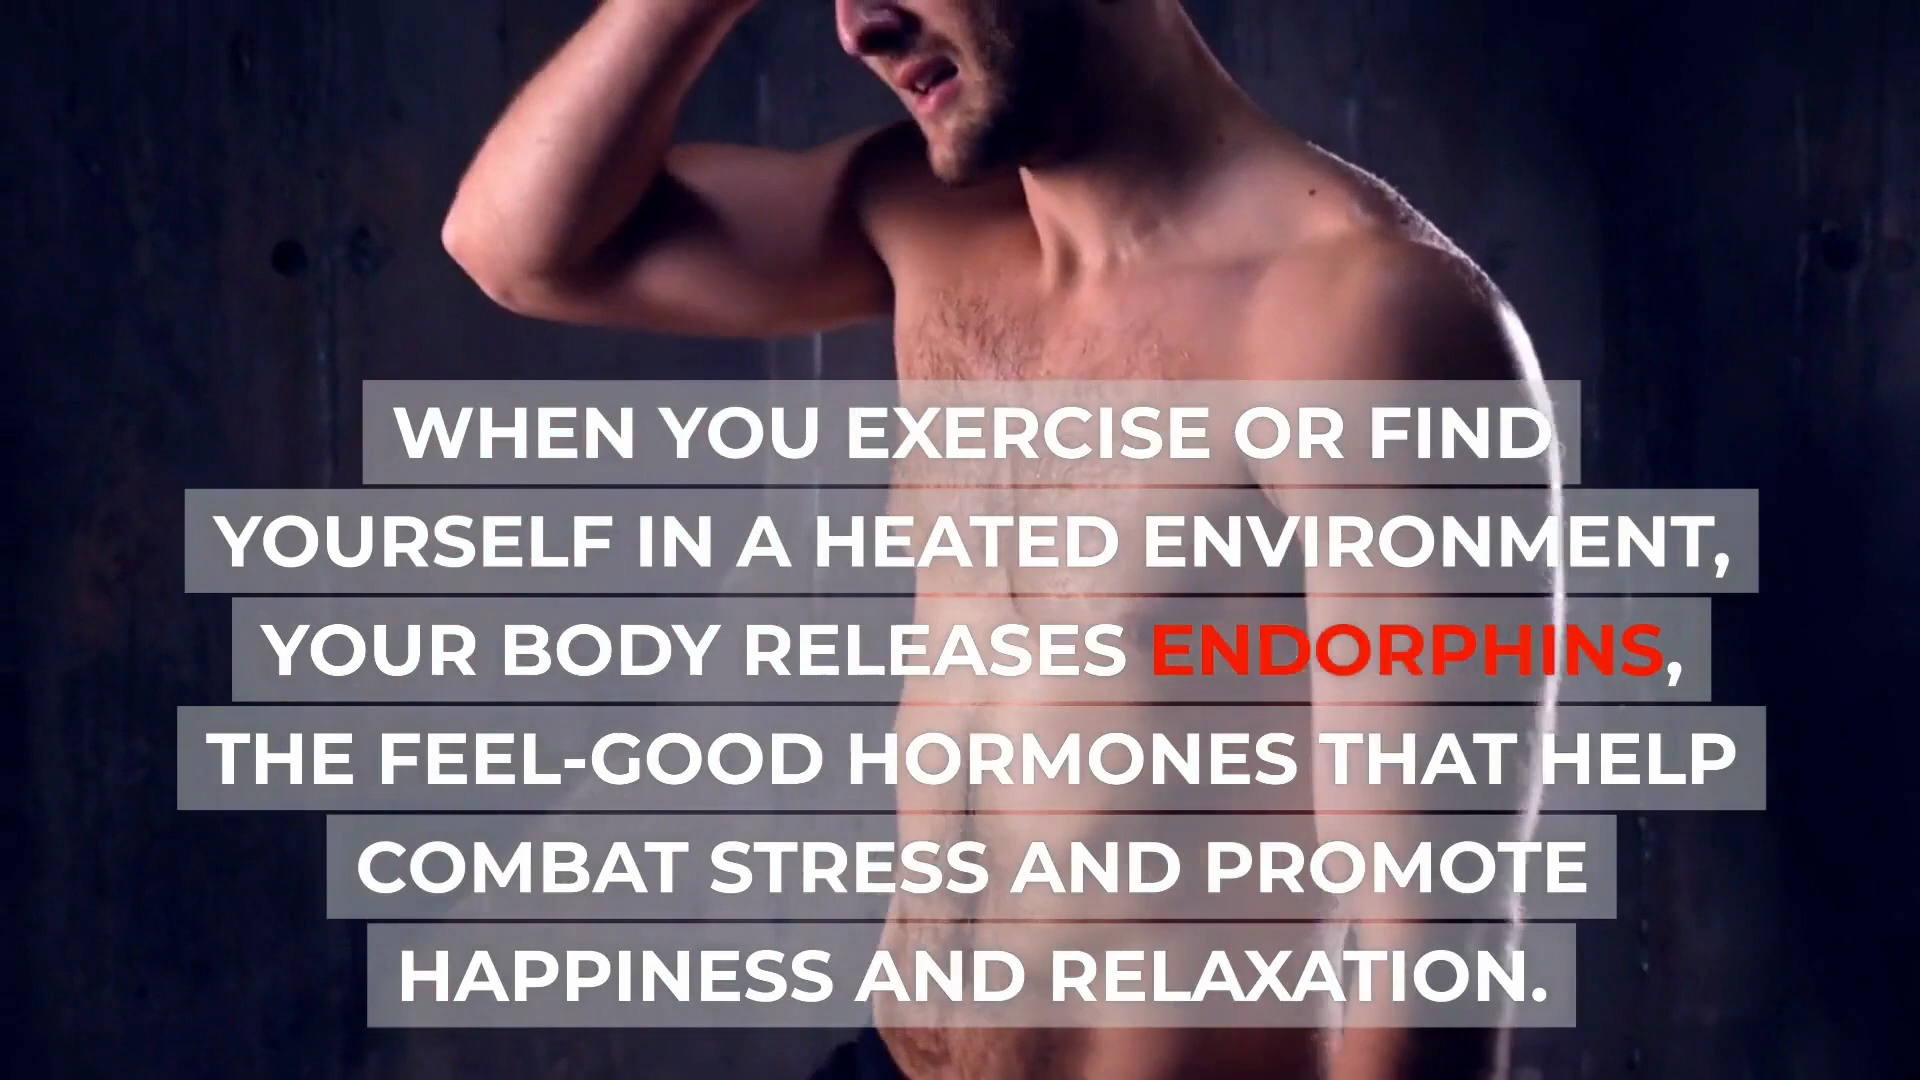 WHEN YOU EXERCISE OR FIND
YOURSELF IN A HEATED ENVIRONMENT,
YOUR BODY RELEASES ENDORPHINS,
THE FEEL-GOOD HORMONES THAT HELP
COMBAT STRESS AND PROMOTE
HAPPINESS AND RELAXATION.